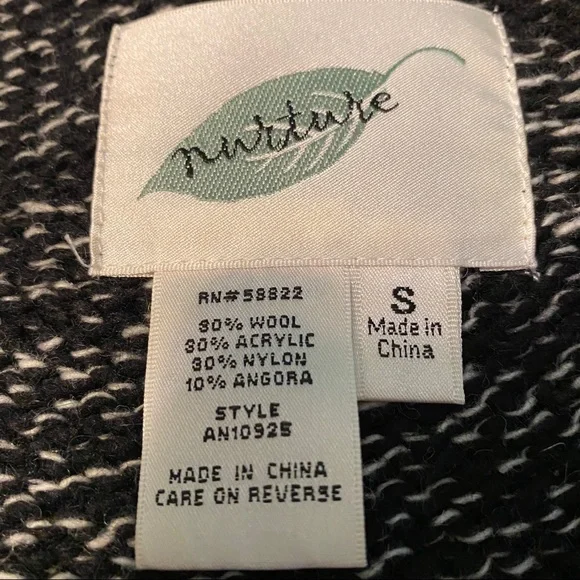 nurture
RN#58822
30% WOOL
30% ACRYLIC
30% NYLON
10% ANGORA
STYLE
AN10925
MADE IN CHINA
CARE ON REVERSE
S
Made in
China